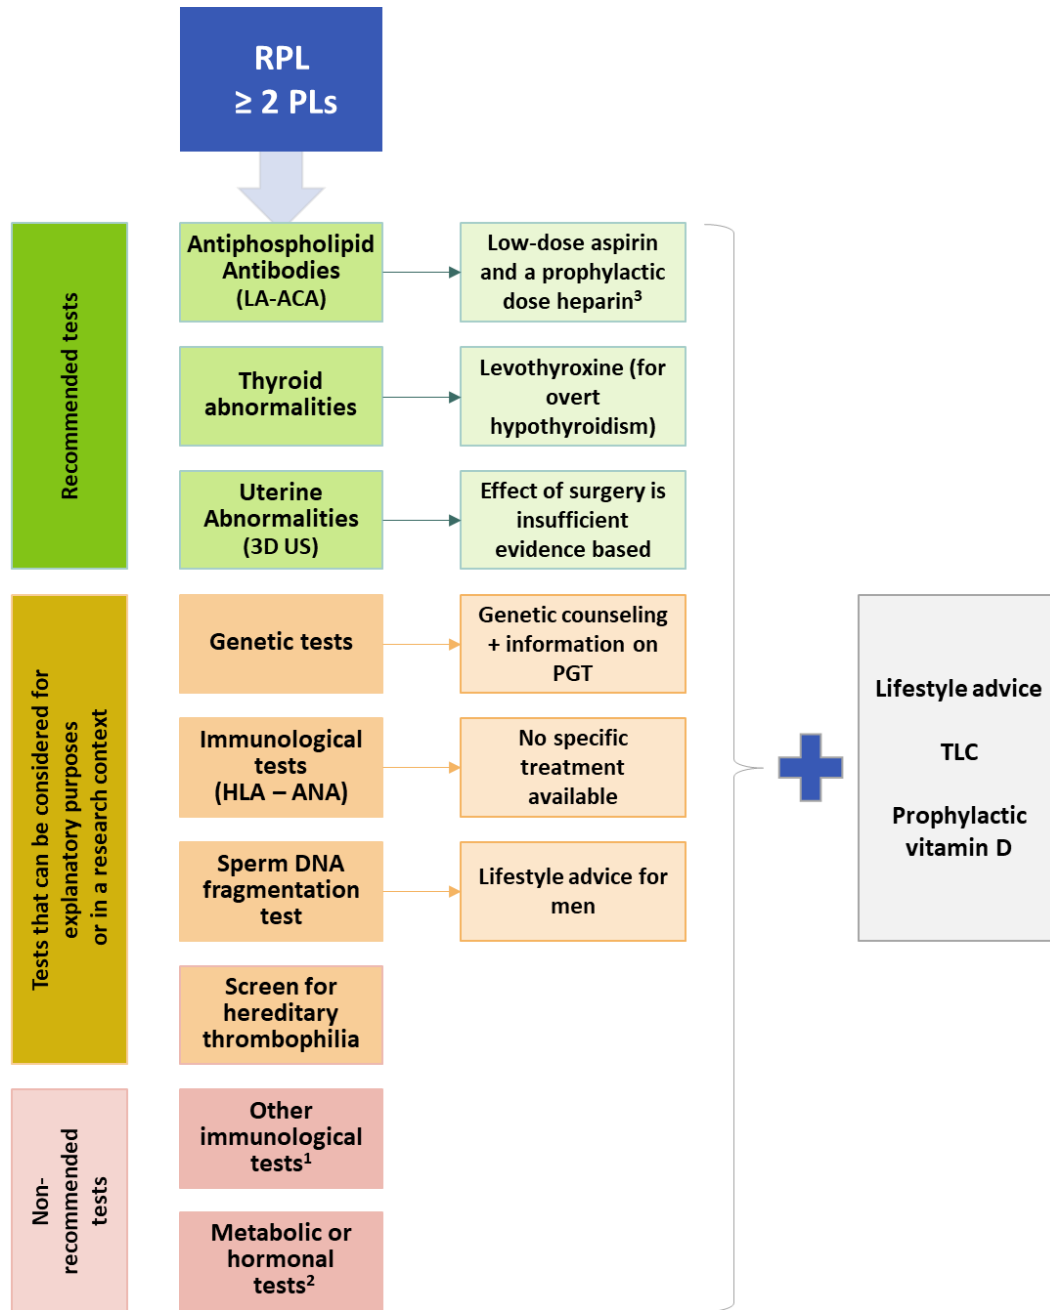 RPL
≥ 2 PLs
Recommended tests
Antiphospholipid
Antibodies
(LA-ACA)
Low-dose aspirin
and a prophylactic
dose heparin³
Thyroid
abnormalities
Levothyroxine (for
overt
hypothyroidism)
Uterine
Abnormalities
(3D US)
Effect of surgery is
insufficient
evidence based
Tests that can be considered for
explanatory purposes
or in a research context
Genetic tests
Genetic counseling
+ information on
PGT
Immunological
tests
(HLA – ANA)
No specific
treatment
available
Sperm DNA
fragmentation
test
Lifestyle advice for
men
Screen for
hereditary
thrombophilia
Non-
recommended
tests
Other
immunological
tests¹
Metabolic or
hormonal
tests²
Lifestyle advice
TLC
Prophylactic
vitamin D